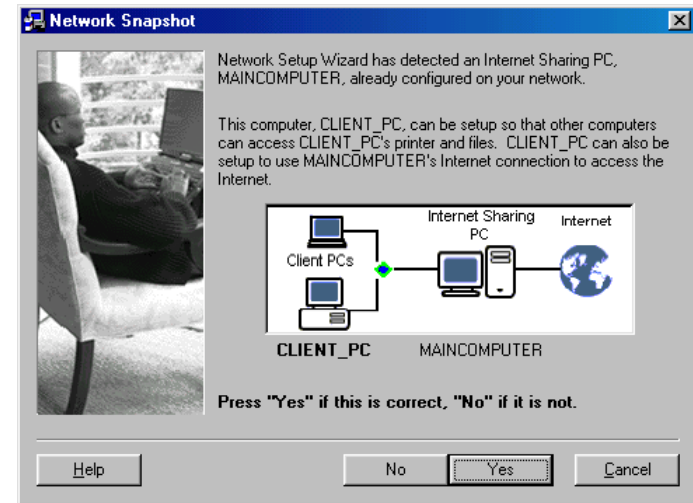 Network Snapshot
Network Setup Wizard has detected an Internet Sharing PC,
MAINCOMPUTER, already configured on your network.
This computer, CLIENT_PC, can be setup so that other computers
can access CLIENT_PC's printer and files.  CLIENT_PC can also be
setup to use MAINCOMPUTER's Internet connection to access the
Internet.
Internet Sharing
PC
Internet
Client PCs
CLIENT_PC MAINCOMPUTER
Press "Yes" if this is correct, "No" if it is not.
Help No Yes Cancel